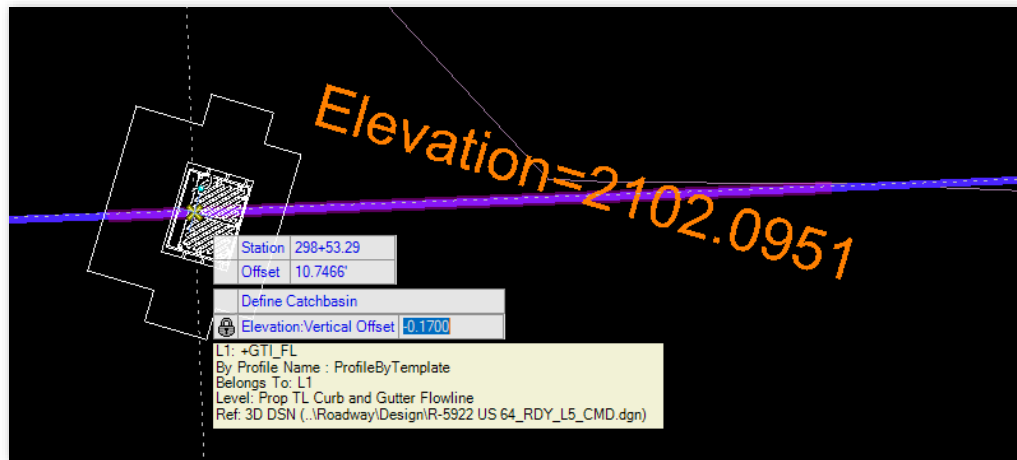 Elevation=2102.0951
Station 298+53.29
Offset 10.7466'
Define Catchbasin
Elevation:Vertical Offset -0.1700
L1: +GTI_FL
By Profile Name : ProfileByTemplate
Belongs To: L1
Level: Prop TL Curb and Gutter Flowline
Ref: 3D DSN (..\Roadway\Design\R-5922 US 64_RDY_L5_CMD.dgn)